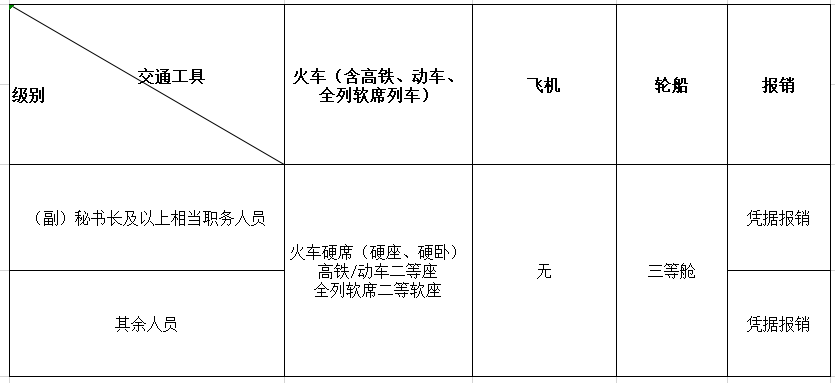 交通工具
级别
火车（含高铁、动车、
全列软席列车）
飞机
轮船
报销
（副）秘书长及以上相当职务人员
火车硬席（硬座、硬卧）
高铁/动车二等座
全列软席二等软座
无
三等舱
凭据报销
其余人员
凭据报销